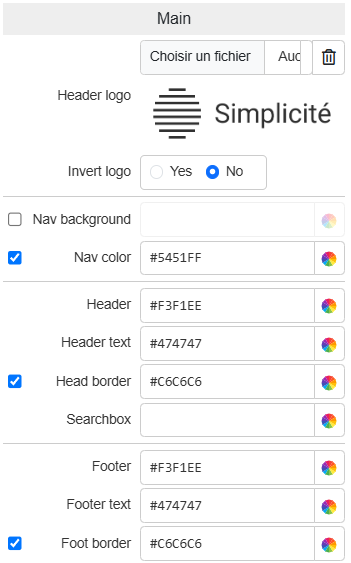 Main
Choisir un fichier Auc
Header logo
Simplicité
Invert logo Yes No
Nav background
Nav color #5451FF
Header #F3F1EE
Header text #474747
Head border #C6C6C6
Searchbox
Footer #F3F1EE
Footer text #474747
Foot border #C6C6C6